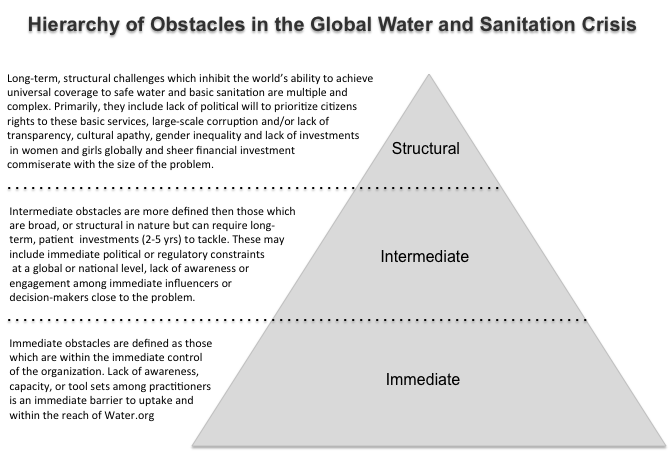 Hierarchy of Obstacles in the Global Water and Sanitation Crisis
Long-term, structural challenges which inhibit the world's ability to achieve
universal coverage to safe water and basic sanitation are multiple and
complex. Primarily, they include lack of political will to prioritize citizens
rights to these basic services, large-scale corruption and/or lack of
transparency, cultural apathy, gender inequality and lack of investments
in women and girls globally and sheer financial investment
commiserate with the size of the problem.
Structural
Intermediate obstacles are more defined then those which
are broad, or structural in nature but can require long-
term, patient investments (2-5 yrs) to tackle. These may
include immediate political or regulatory constraints
at a global or national level, lack of awareness or
engagement among immediate influencers or
decision-makers close to the problem.
Intermediate
Immediate obstacles are defined as those
which are within the immediate control
of the organization. Lack of awareness,
capacity, or tool sets among practitioners
is an immediate barrier to uptake and
within the reach of Water.org
Immediate